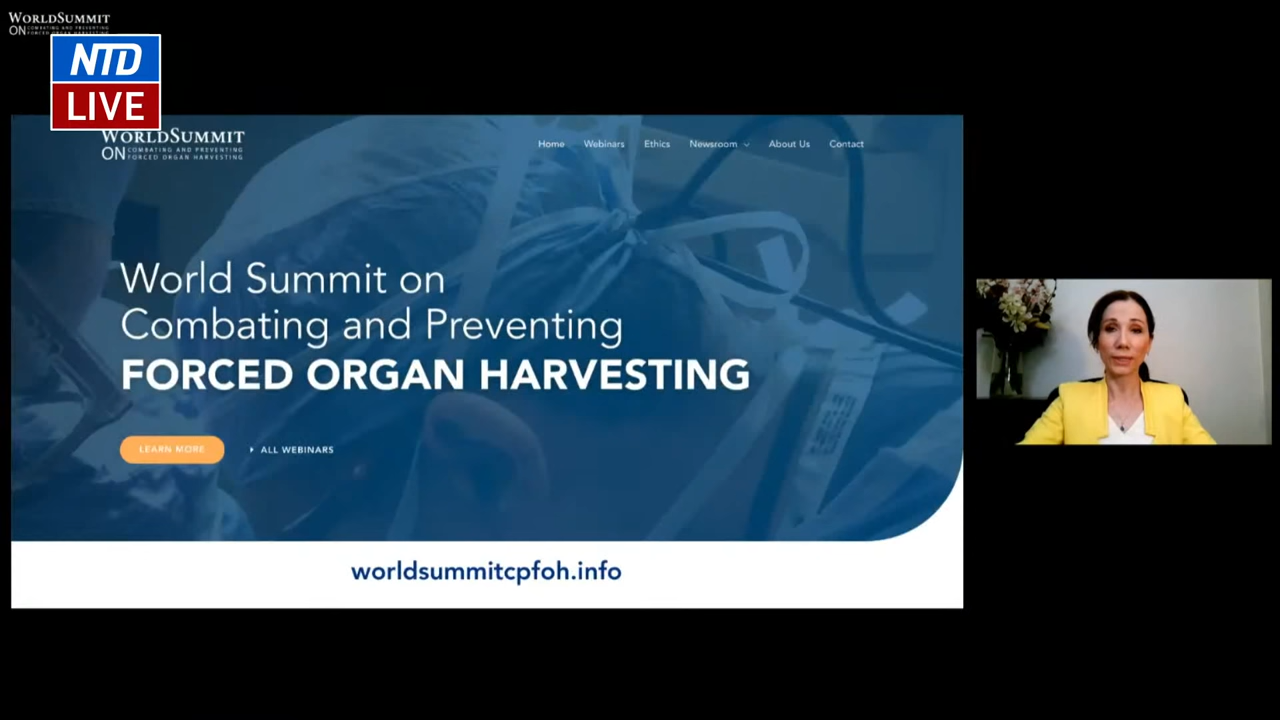 WORLDSUMMIT
ON COMBATING AND PREVENTING
FORCED ORGAN HARVESTING
NTD
LIVE
WORLDSUMMIT
ON COMBATING AND PREVENTING
FORCED ORGAN HARVESTING
Home Webinars Ethics Newsroom About Us Contact
World Summit on
Combating and Preventing
FORCED ORGAN HARVESTING
LEARN MORE ALL WEBINARS
worldsummitcpfoh.info